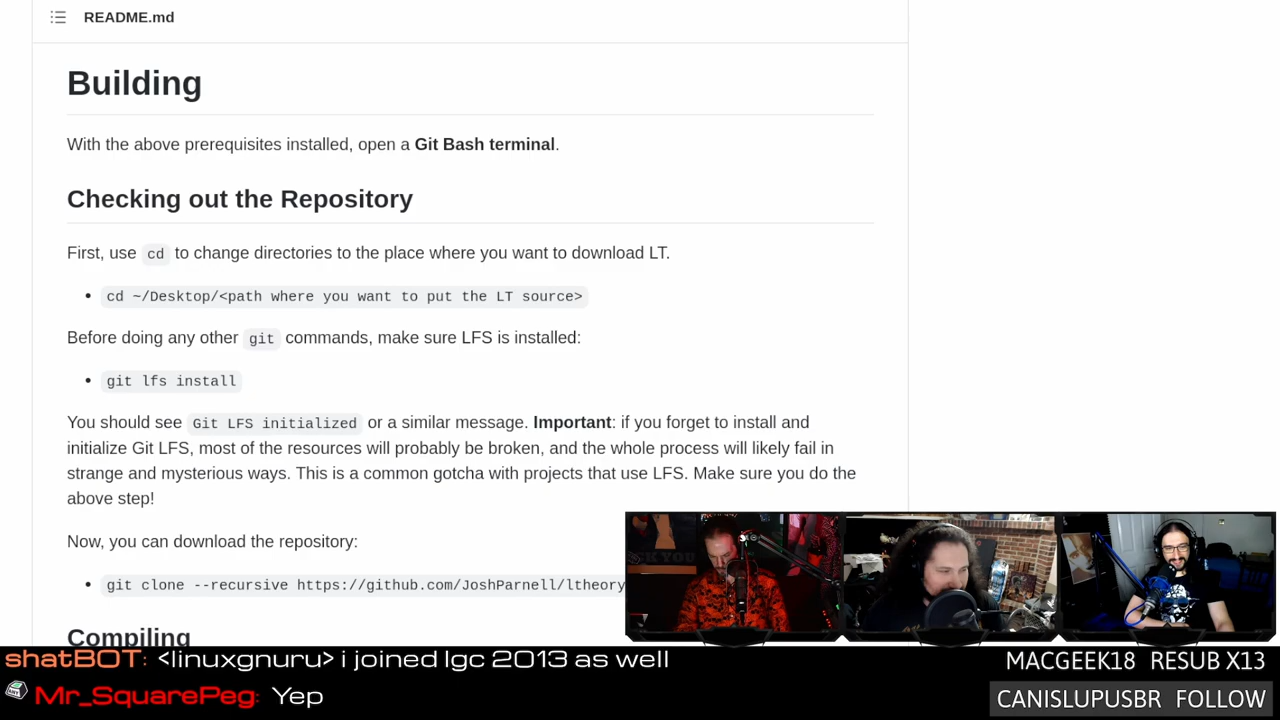 README.md
Building
With the above prerequisites installed, open a Git Bash terminal.
Checking out the Repository
First, use cd to change directories to the place where you want to download LT.
• cd ~/Desktop/<path where you want to put the LT source>
Before doing any other git commands, make sure LFS is installed:
• git lfs install
You should see Git LFS initialized or a similar message. Important: if you forget to install and
initialize Git LFS, most of the resources will probably be broken, and the whole process will likely fail in
strange and mysterious ways. This is a common gotcha with projects that use LFS. Make sure you do the
above step!
Now, you can download the repository:
• git clone --recursive https://github.com/JoshParnell/ltheory
Compiling
shatBOT: <linuxgnuru> i joined lgc 2013 as well
MACGEEK18 RESUB X13
Mr_SquarePeg: Yep
CANISLUPUSBR FOLLOW